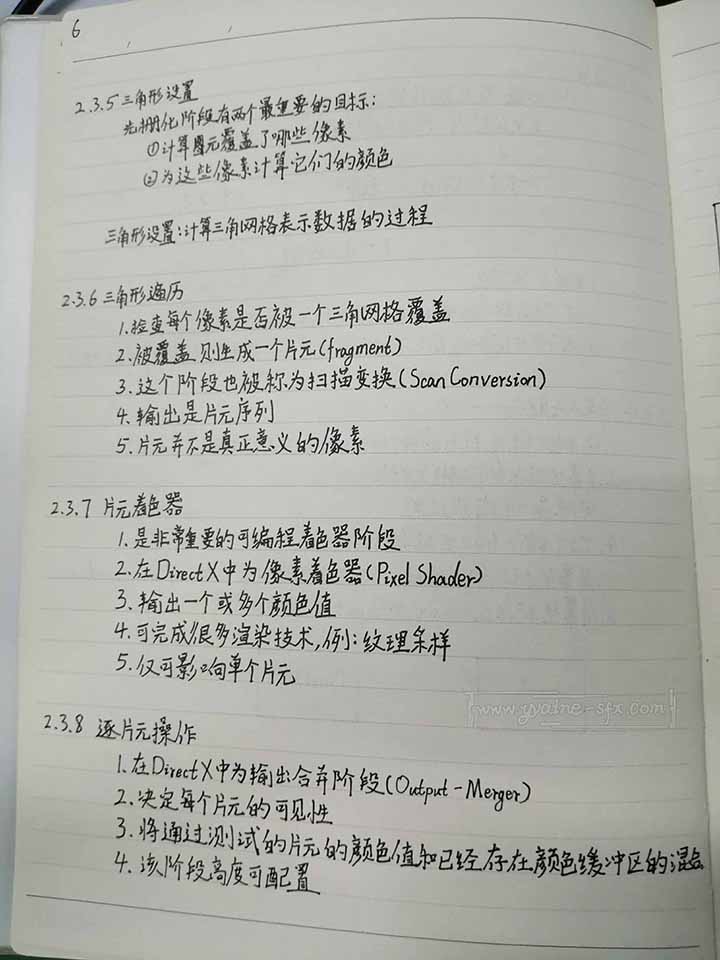 6
2.3.5 三角形设置
光栅化阶段有两个最重要的目标:
①计算图元覆盖了哪些像素
②为这些像素计算它们的颜色
三角形设置:计算三角网格表示数据的过程
2.3.6 三角形遍历
1.检查每个像素是否被一个三角网格覆盖
2.被覆盖则生成一个片元(fragment)
3.这个阶段也被称为扫描变换(Scan Conversion)
4.输出是片元序列
5.片元并不是真正意义的像素
2.3.7 片元着色器
1.是非常重要的可编程着色器阶段
2.在DirectX中为像素着色器(Pixel Shader)
3.输出一个或多个颜色值
4.可完成很多渲染技术,例:纹理采样
5.仅可影响单个片元
www.yvaine-sfx.com
2.3.8 逐片元操作
1.在DirectX中为输出合并阶段(Output-Merger)
2.决定每个片元的可见性
3.将通过测试的片元的颜色值和已经存在颜色缓冲区的混合
4.该阶段高度可配置